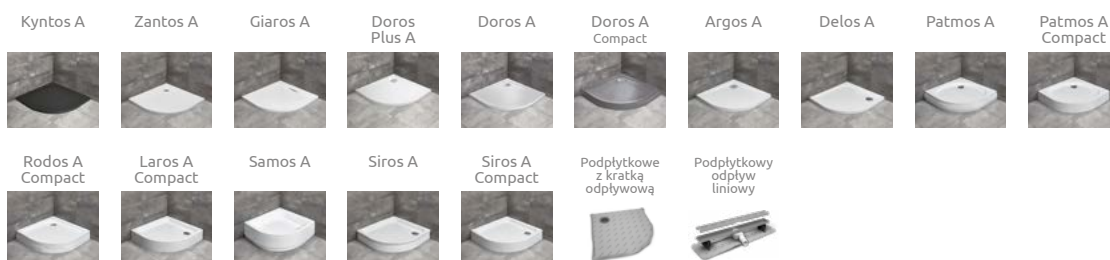 Kyntos A
Zantos A
Giaros A
Doros
Plus A
Doros A
Doros A
Compact
Argos A
Delos A
Patmos A
Patmos A
Compact
Rodos A
Compact
Laros A
Compact
Samos A
Siros A
Siros A
Compact
Podpłytkowe
z kratką
odpływową
Podpłytkowy
odpływ
liniowy